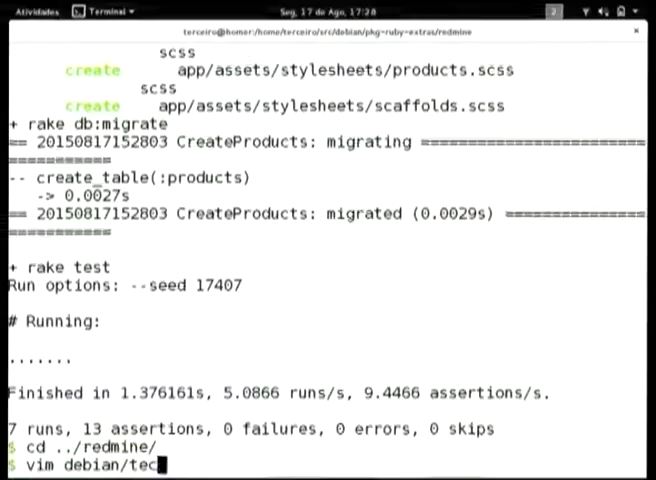 Atividades Terminal Seg, 17 de Ago, 17:28 2
terceiro@homer:/home/terceiro/src/debian/pkg-ruby-extras/redmine
scss
create app/assets/stylesheets/products.scss
scss
create app/assets/stylesheets/scaffolds.scss
+ rake db:migrate
== 20150817152803 CreateProducts: migrating ========================
===========
-- create_table(:products)
-> 0.0027s
== 20150817152803 CreateProducts: migrated (0.0029s) ===============
===========
+ rake test
Run options: --seed 17407
# Running:
.......
Finished in 1.376161s, 5.0866 runs/s, 9.4466 assertions/s.
7 runs, 13 assertions, 0 failures, 0 errors, 0 skips
$ cd ../redmine/
$ vim debian/tec